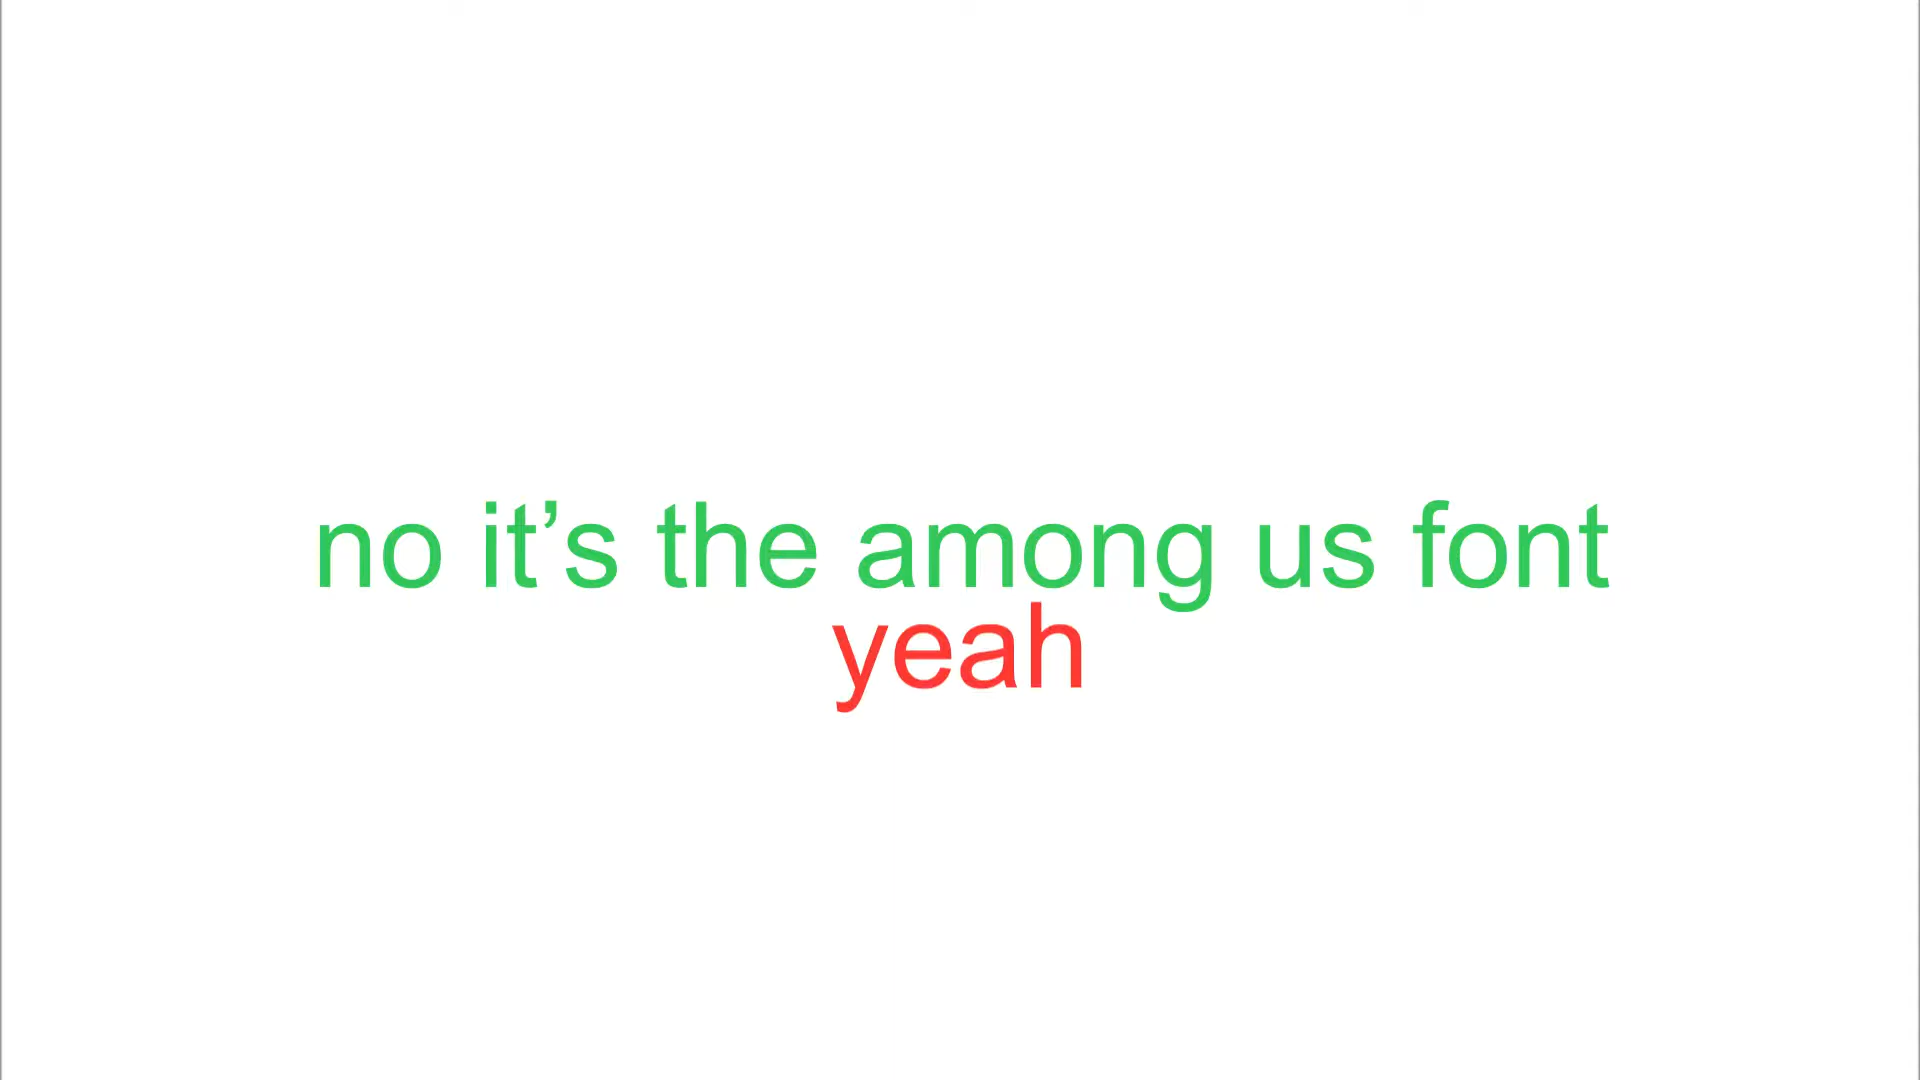 no it’s the among us font
yeah